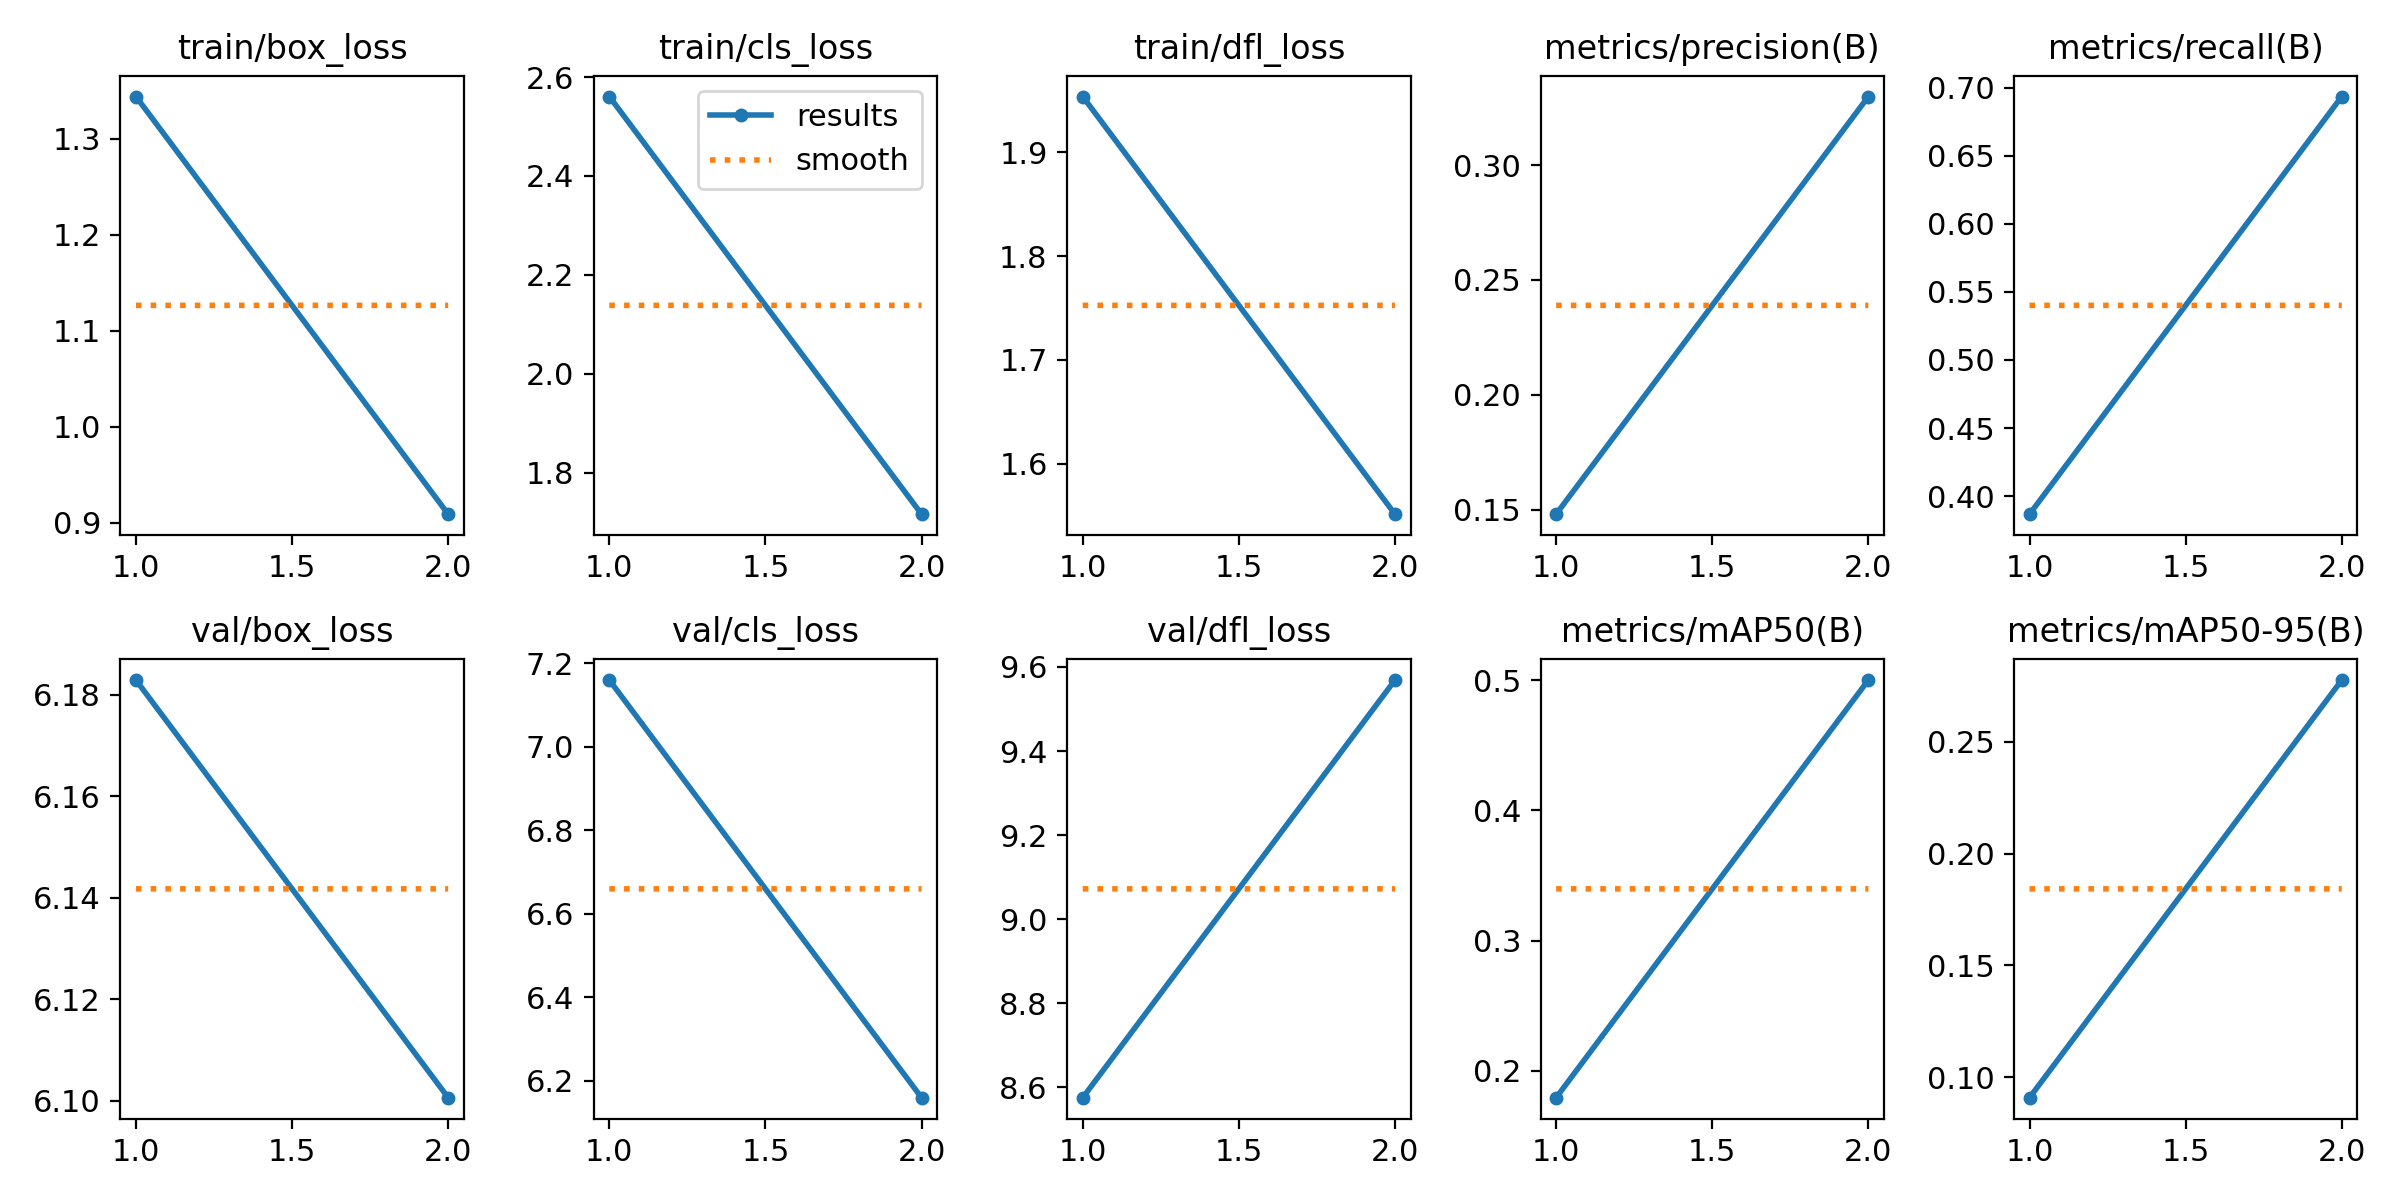 train/box_loss
1.3
1.2
1.1
1.0
0.9
1.0 1.5 2.0
train/cls_loss
2.6
2.4
2.2
2.0
1.8
results
smooth
1.0 1.5 2.0
train/dfl_loss
1.9
1.8
1.7
1.6
1.0 1.5 2.0
metrics/precision(B)
0.30
0.25
0.20
0.15
1.0 1.5 2.0
metrics/recall(B)
0.70
0.65
0.60
0.55
0.50
0.45
0.40
1.0 1.5 2.0
val/box_loss
6.18
6.16
6.14
6.12
6.10
1.0 1.5 2.0
val/cls_loss
7.2
7.0
6.8
6.6
6.4
6.2
1.0 1.5 2.0
val/dfl_loss
9.6
9.4
9.2
9.0
8.8
8.6
1.0 1.5 2.0
metrics/mAP50(B)
0.5
0.4
0.3
0.2
1.0 1.5 2.0
metrics/mAP50-95(B)
0.25
0.20
0.15
0.10
1.0 1.5 2.0